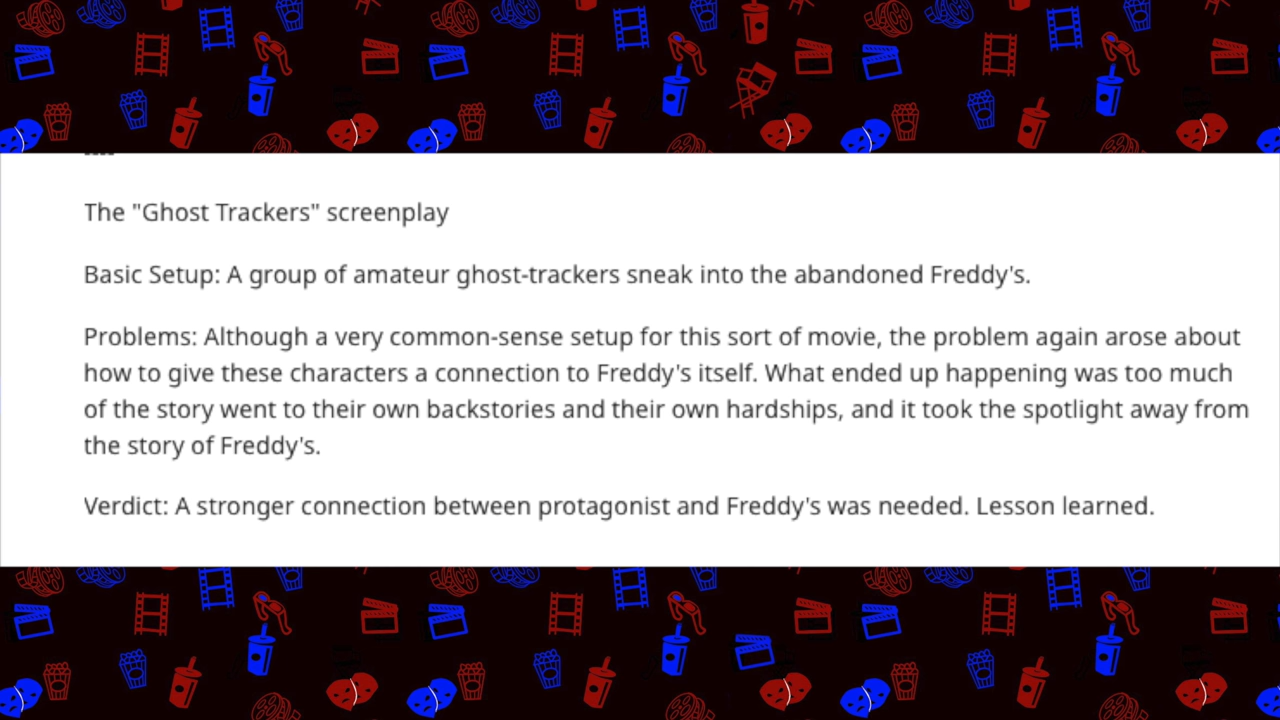 The "Ghost Trackers" screenplay
Basic Setup: A group of amateur ghost-trackers sneak into the abandoned Freddy's.
Problems: Although a very common-sense setup for this sort of movie, the problem again arose about
how to give these characters a connection to Freddy's itself. What ended up happening was too much
of the story went to their own backstories and their own hardships, and it took the spotlight away from
the story of Freddy's.
Verdict: A stronger connection between protagonist and Freddy's was needed. Lesson learned.